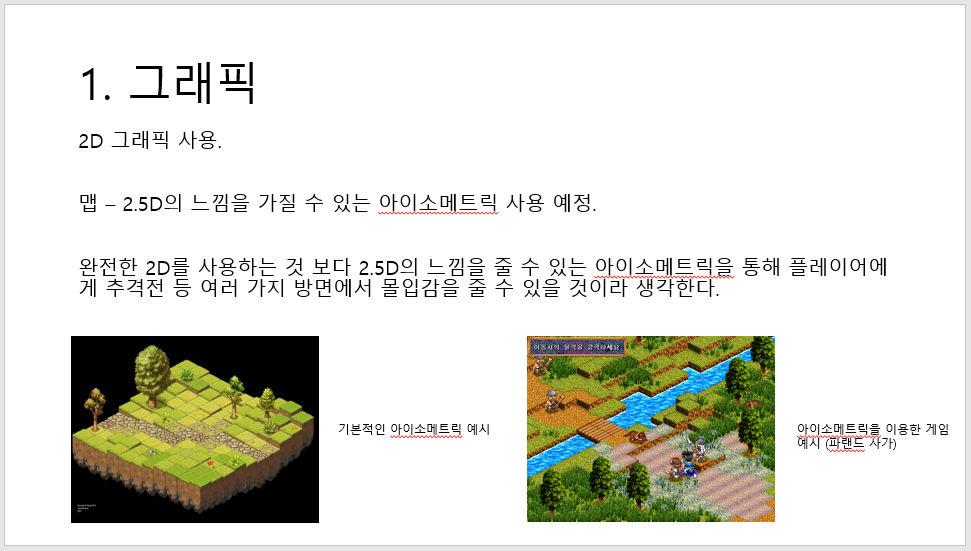 1. 그래픽
2D 그래픽 사용.
맵 – 2.5D의 느낌을 가질 수 있는 아이소메트릭 사용 예정.
완전한 2D를 사용하는 것 보다 2.5D의 느낌을 줄 수 있는 아이소메트릭을 통해 플레이어에
게 추격전 등 여러 가지 방면에서 몰입감을 줄 수 있을 것이라 생각한다.
기본적인 아이소메트릭 예시
아이소메트릭을 이용한 게임
예시 (파랜드 사가)